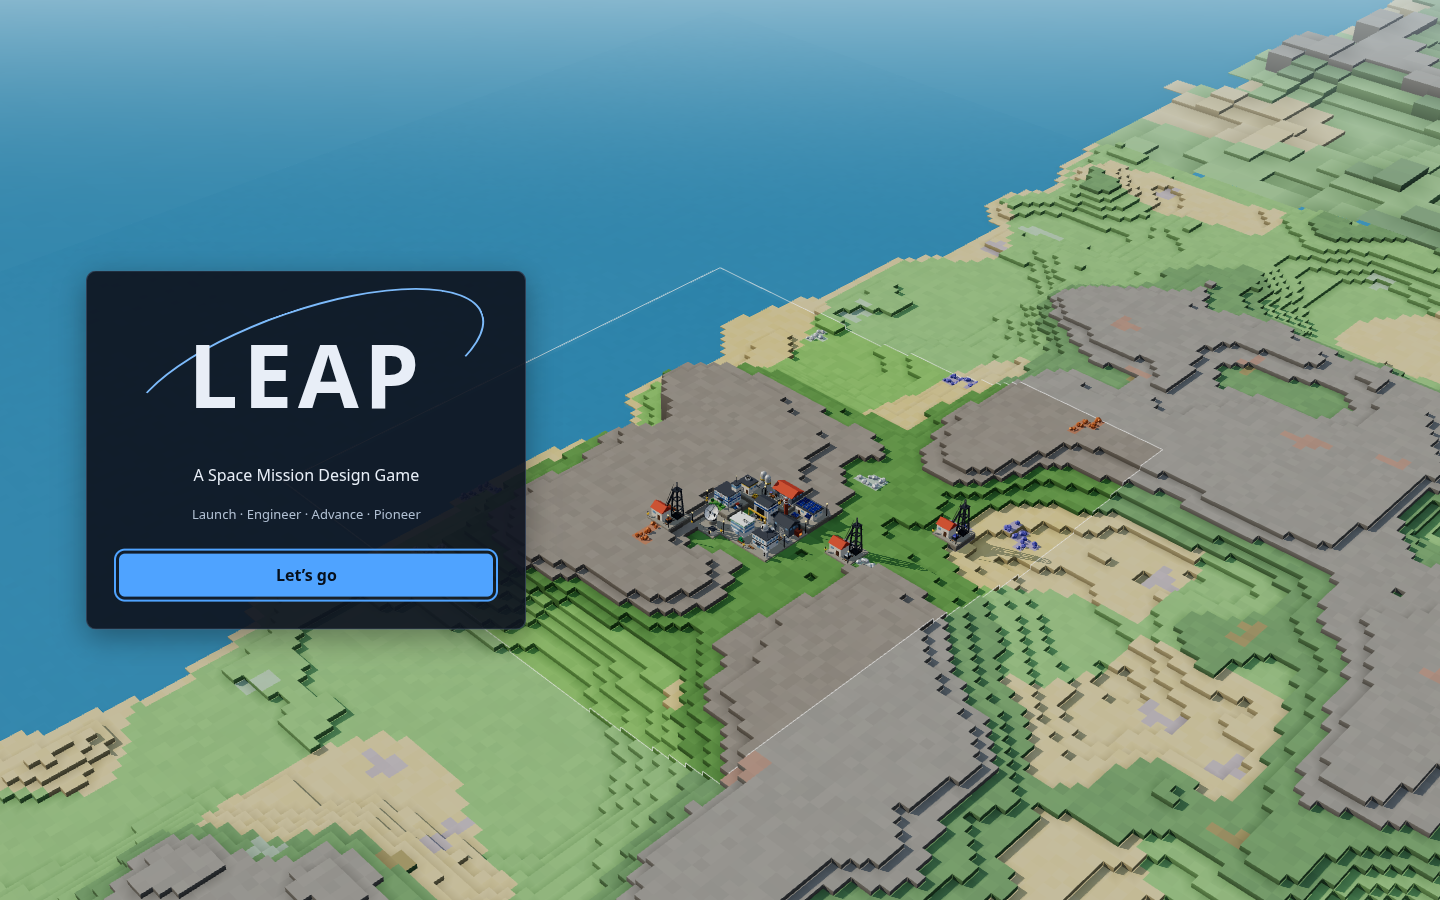 LEAP
A Space Mission Design Game
Launch · Engineer · Advance · Pioneer
Let’s go